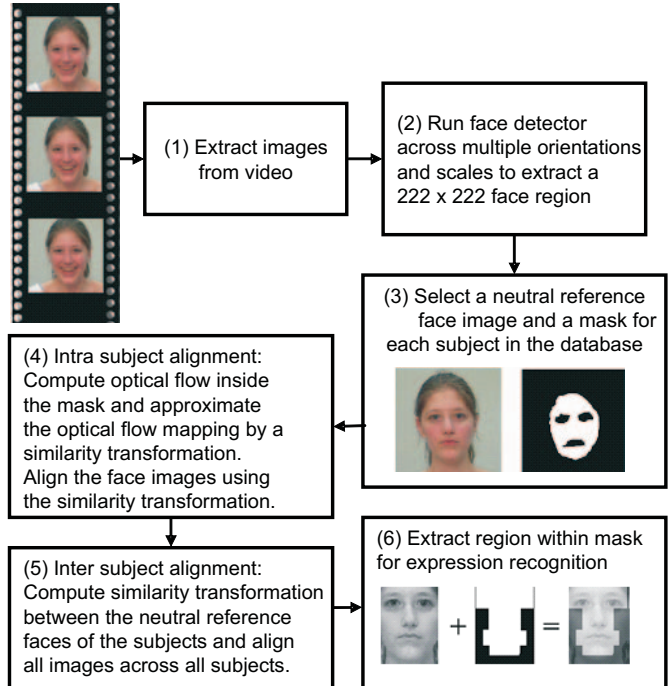 (1) Extract images
from video
(2) Run face detector
across multiple orientations
and scales to extract a
222 x 222 face region
(3) Select a neutral reference
face image and a mask for
each subject in the database
(4) Intra subject alignment:
Compute optical flow inside
the mask and approximate
the optical flow mapping by a
similarity transformation.
Align the face images using
the similarity transformation.
(5) Inter subject alignment:
Compute similarity transformation
between the neutral reference
faces of the subjects and align
all images across all subjects.
(6) Extract region within mask
for expression recognition
+ =